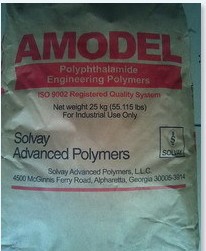 AMODEL
Polyphthalamide
Engineering Polymers
ISO 9002 Registered Quality System
Net weight 25 kg (55.115 lbs)
For Industrial Use Only
Solvay
Advanced Polymers
SOLVAY
Solvay Advanced Polymers, L.L.C.
4500 McGinnis Ferry Road, Alpharetta, Georgia 30005-3914